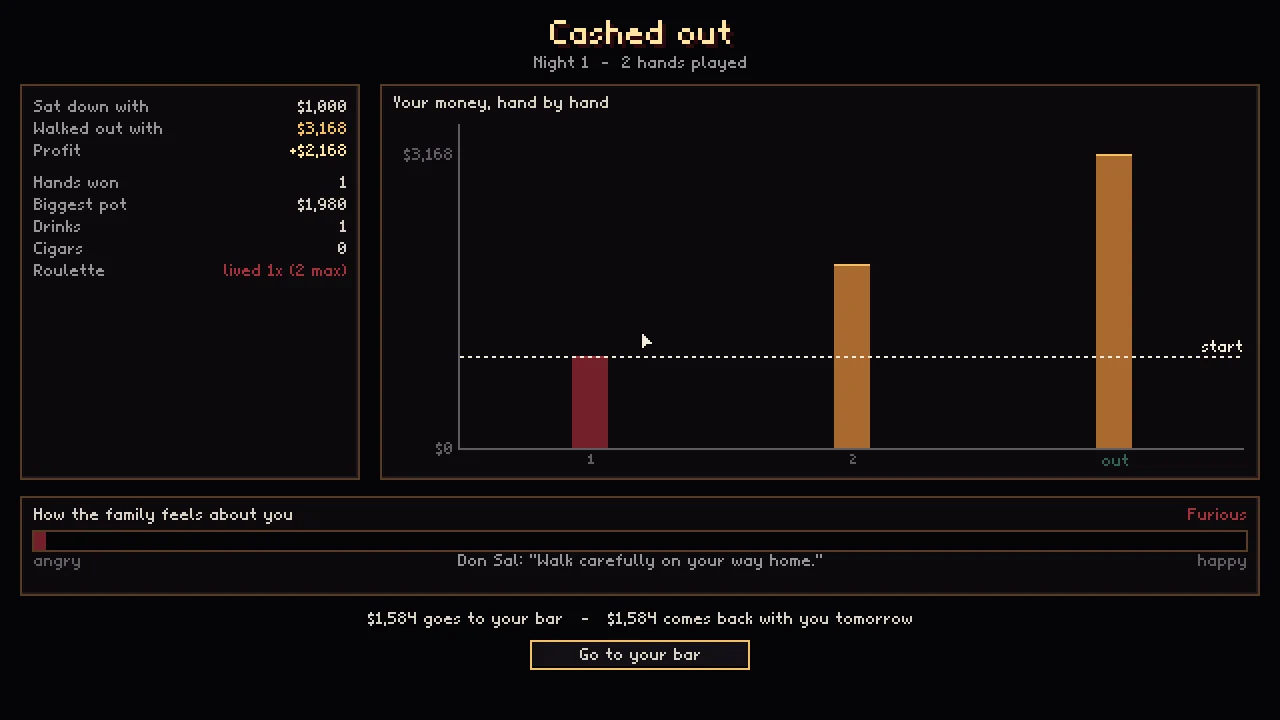 Cashed out
Night 1 - 2 hands played
Sat down with $1,000
Walked out with $3,168
Profit +$2,168
Hands won 1
Biggest pot $1,980
Drinks 1
Cigars 0
Roulette lived 1x (2 max)
Your money, hand by hand
$3,168
start
$0
1 2 out
How the family feels about you Furious
angry Don Sal: "Walk carefully on your way home." happy
$1,584 goes to your bar - $1,584 comes back with you tomorrow
Go to your bar